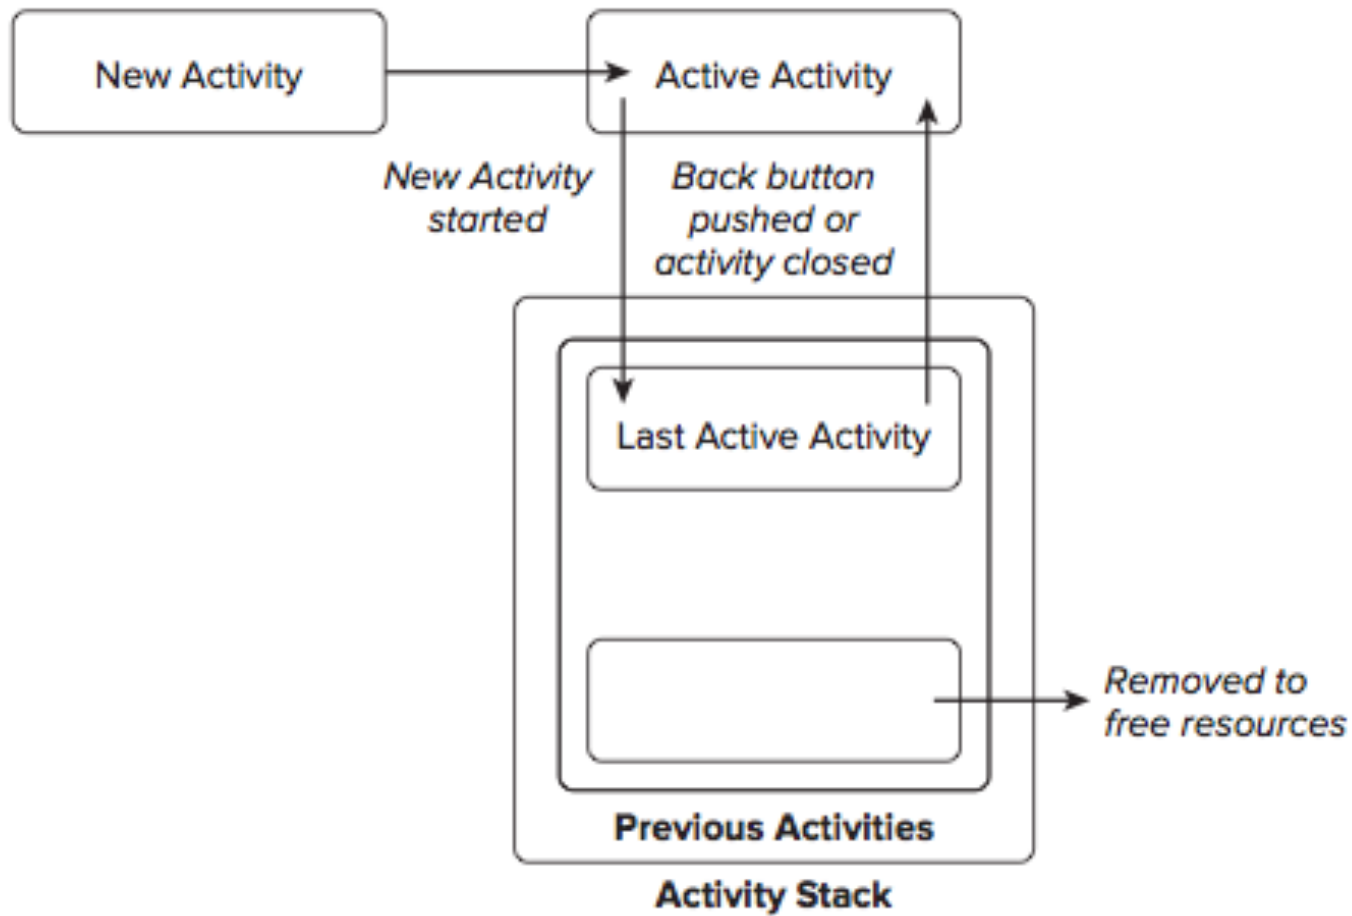 New Activity
Active Activity
New Activity
started
Back button
pushed or
activity closed
Last Active Activity
Removed to
free resources
Previous Activities
Activity Stack